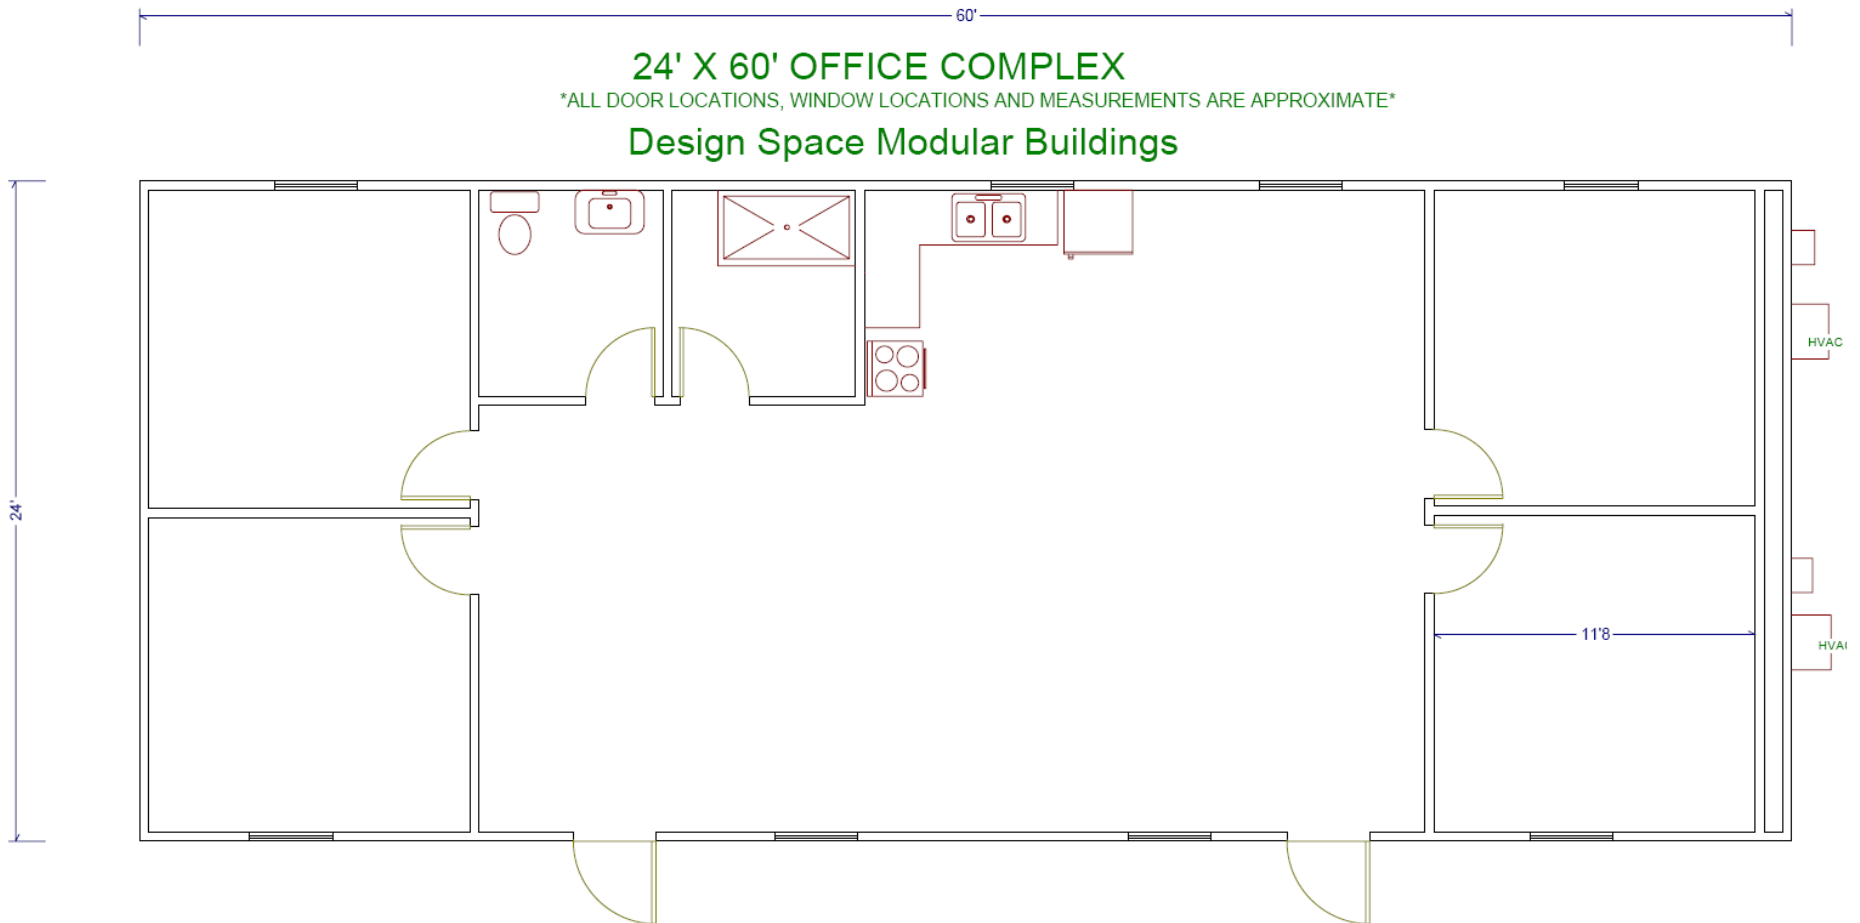 60'
24' X 60' OFFICE COMPLEX
*ALL DOOR LOCATIONS, WINDOW LOCATIONS AND MEASUREMENTS ARE APPROXIMATE*
Design Space Modular Buildings
HVAC
24'
11'8
HVA